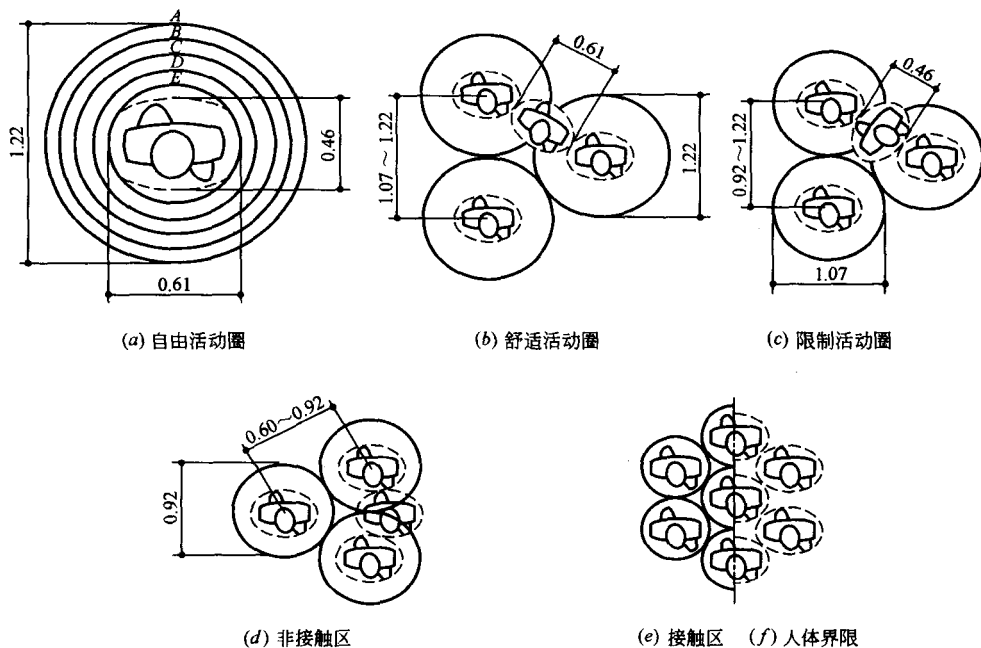 A
B
C
D
E
1.22
0.46
0.61
(a) 自由活动圈
0.61
1.07～1.22
1.22
(b) 舒适活动圈
0.46
0.92～1.22
1.07
(c) 限制活动圈
0.60～0.92
0.92
(d) 非接触区
(e) 接触区 (f) 人体界限